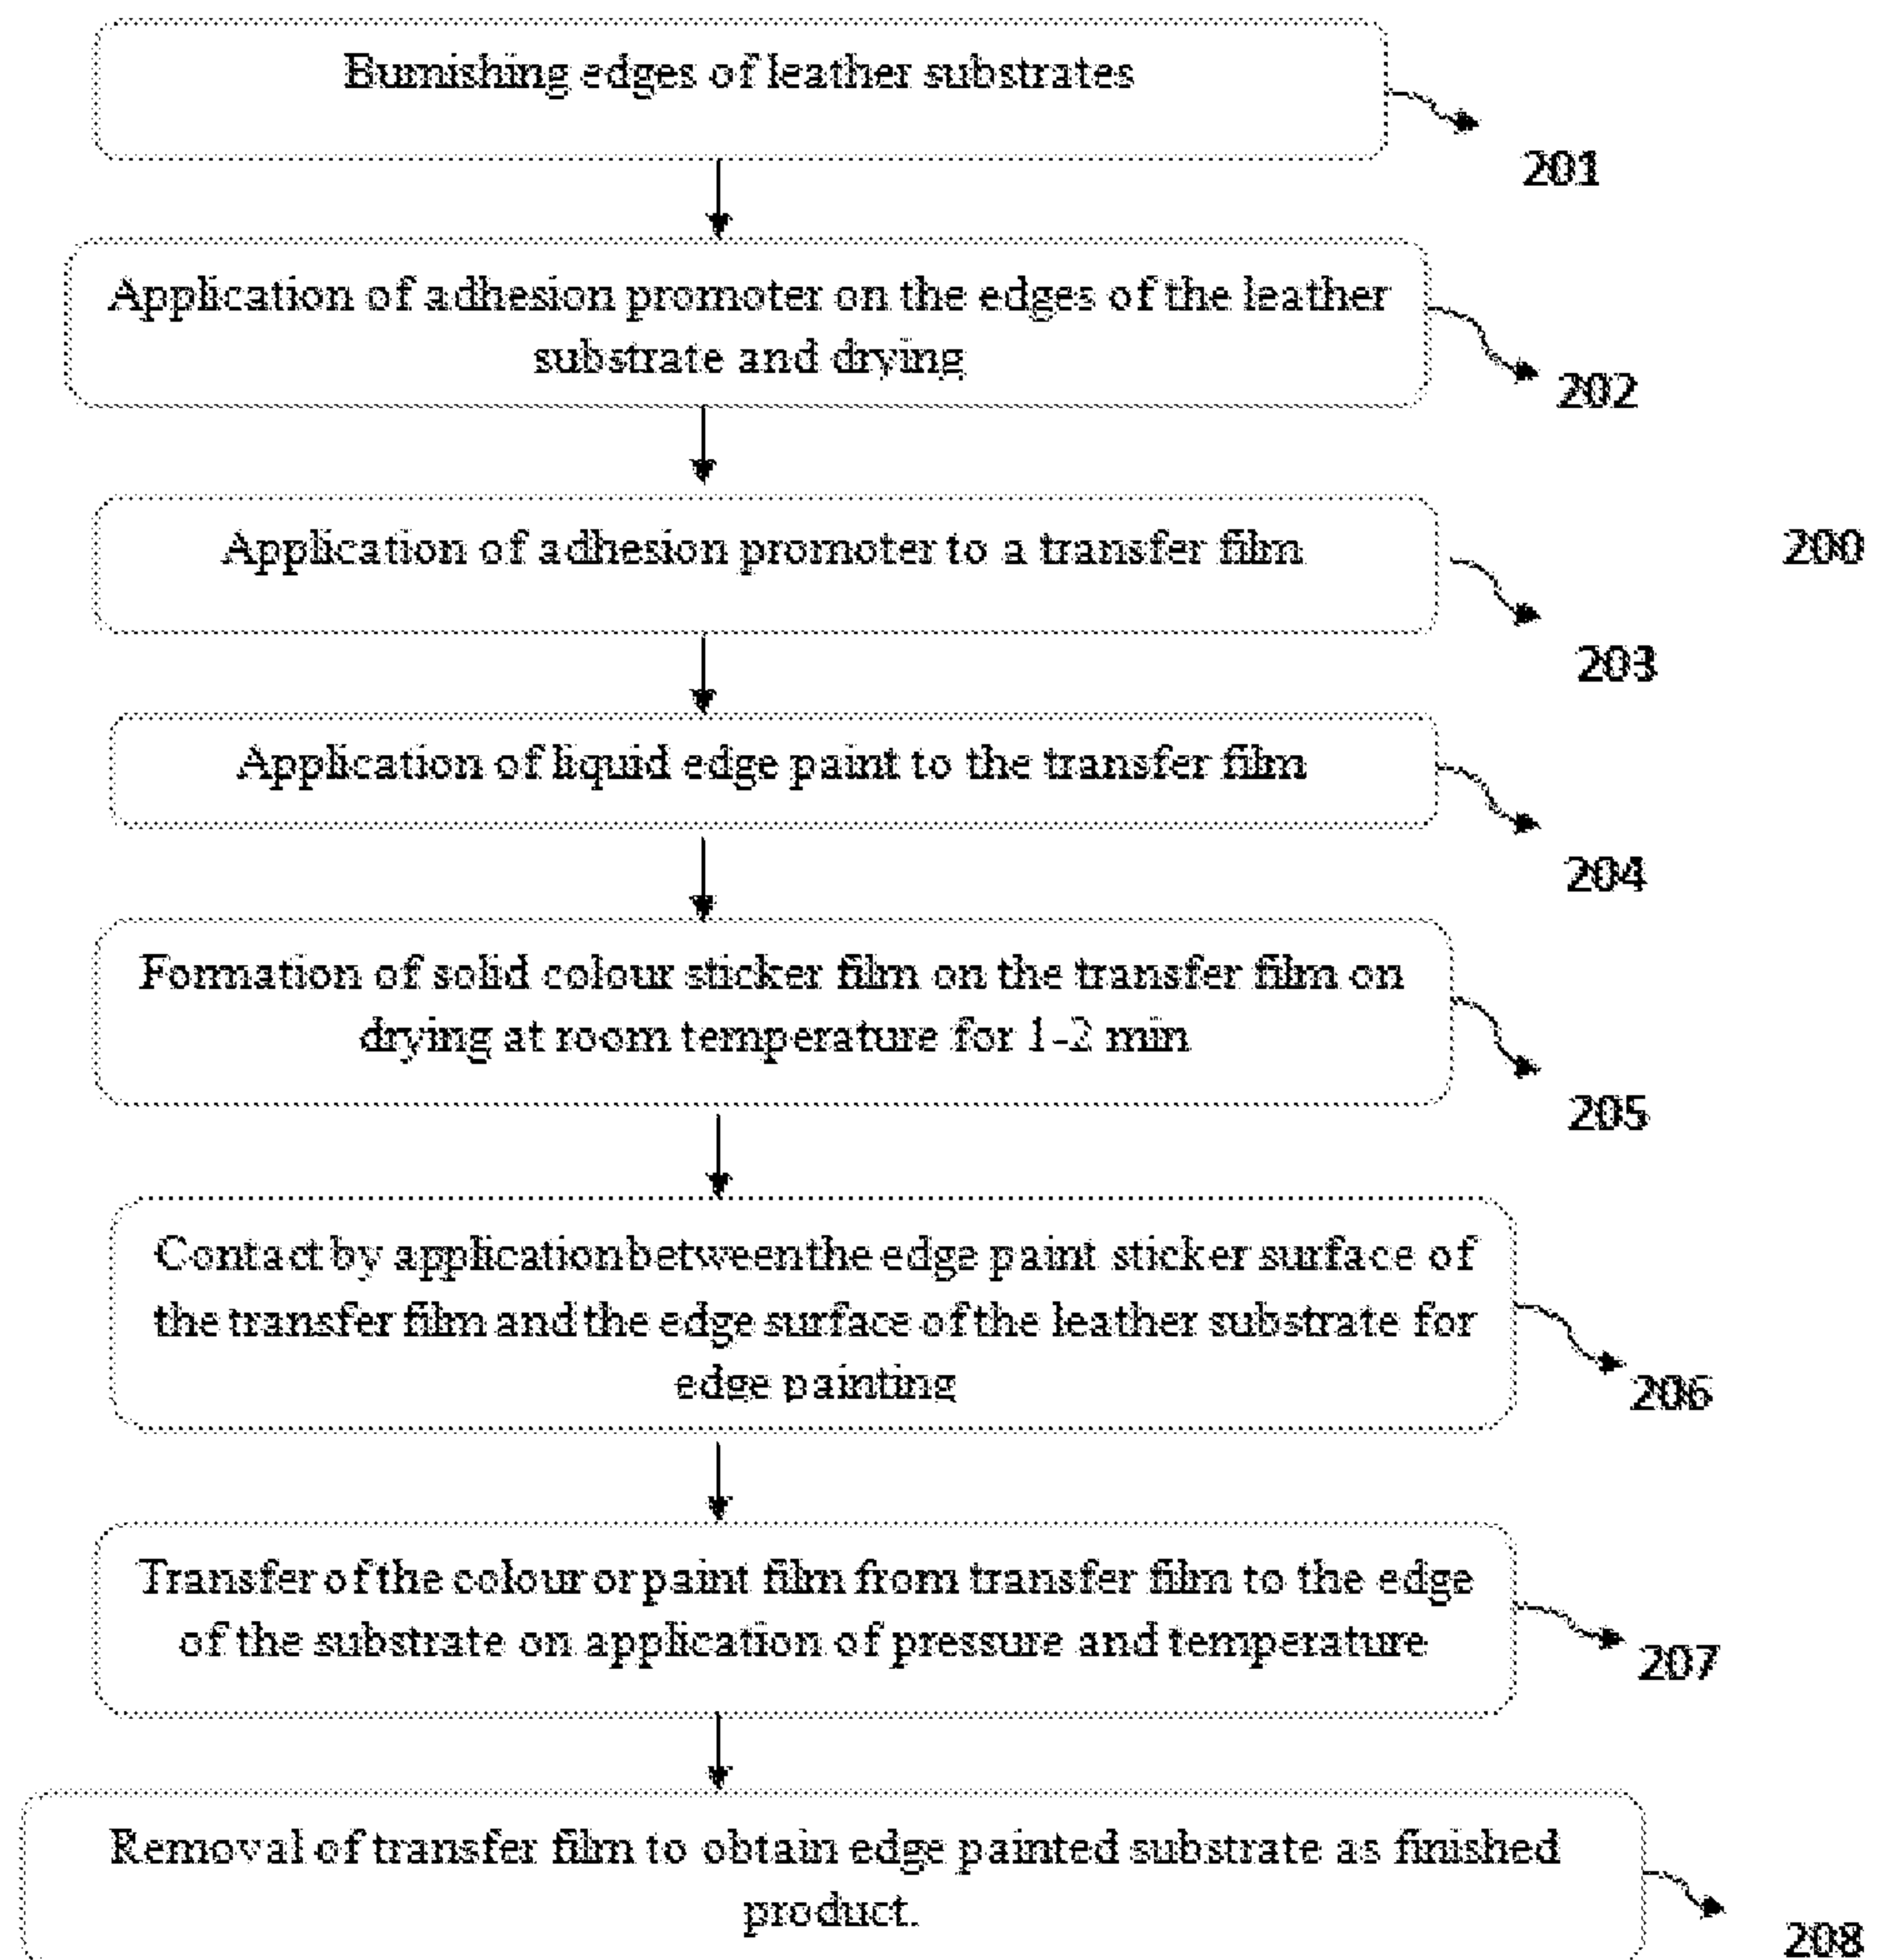 Burnishing edges of leather substrates
201
Application of adhesion promoter on the edges of the leather
substrate and drying
202
Application of adhesion promoter to a transfer film
200
203
Application of liquid edge paint to the transfer film
204
Formation of solid colour sticker film on the transfer film on
drying at room temperature for 1-2 min
205
Contact by application between the edge paint sticker surface of
the transfer film and the edge surface of the leather substrate for
edge painting
206
Transfer of the colour or paint film from transfer film to the edge
of the substrate on application of pressure and temperature
207
Removal of transfer film to obtain edge painted substrate as finished
product.
208